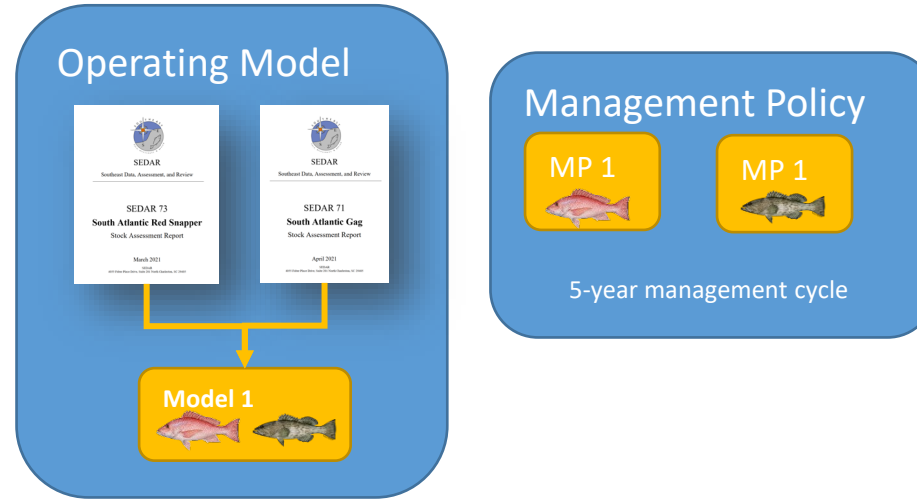 Operating Model
SEDAR
Southeast Data, Assessment, and Review
SEDAR 73
South Atlantic Red Snapper
Stock Assessment Report
March 2021
SEDAR
SEDAR
Southeast Data, Assessment, and Review
SEDAR 71
South Atlantic Gag
Stock Assessment Report
April 2021
SEDAR
Model 1
Management Policy
MP 1
MP 1
5-year management cycle